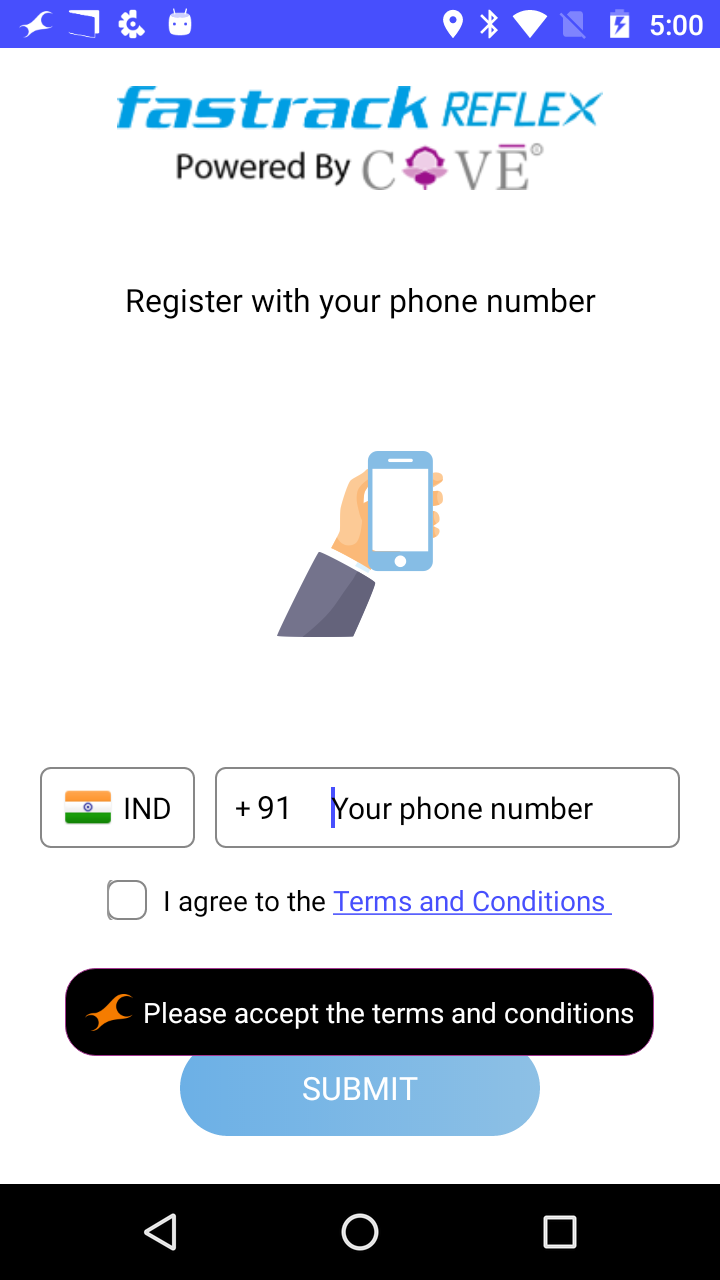 5:00
fastrack REFLEX
Powered By COVE®
Register with your phone number
IND
+ 91 Your phone number
I agree to the Terms and Conditions
Please accept the terms and conditions
SUBMIT